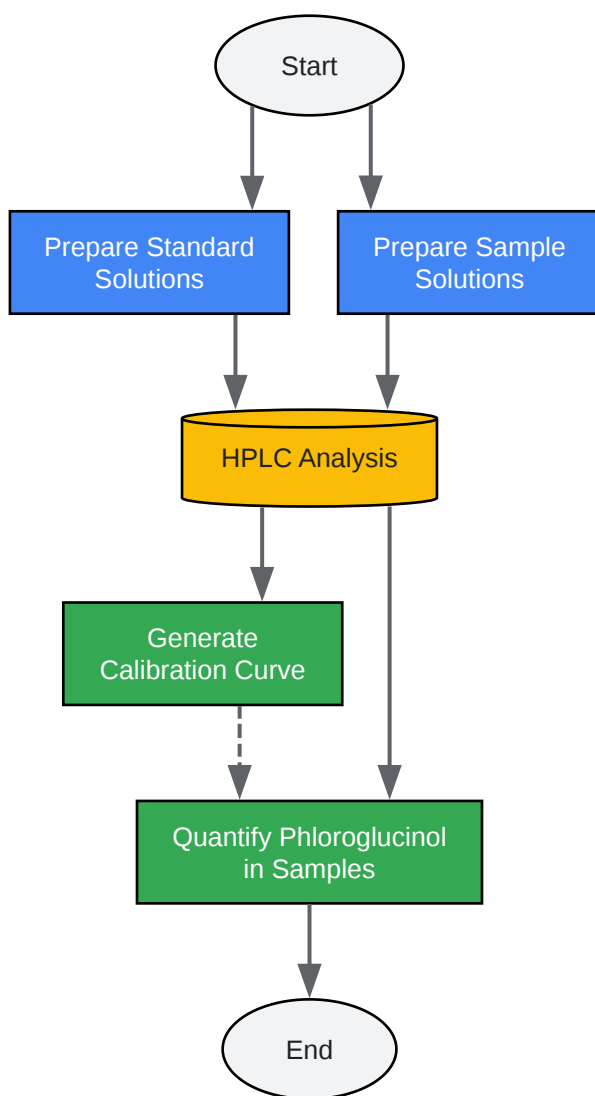 Start
Prepare Standard
Solutions
Prepare Sample
Solutions
HPLC Analysis
Generate
Calibration Curve
Quantify Phloroglucinol
in Samples
End